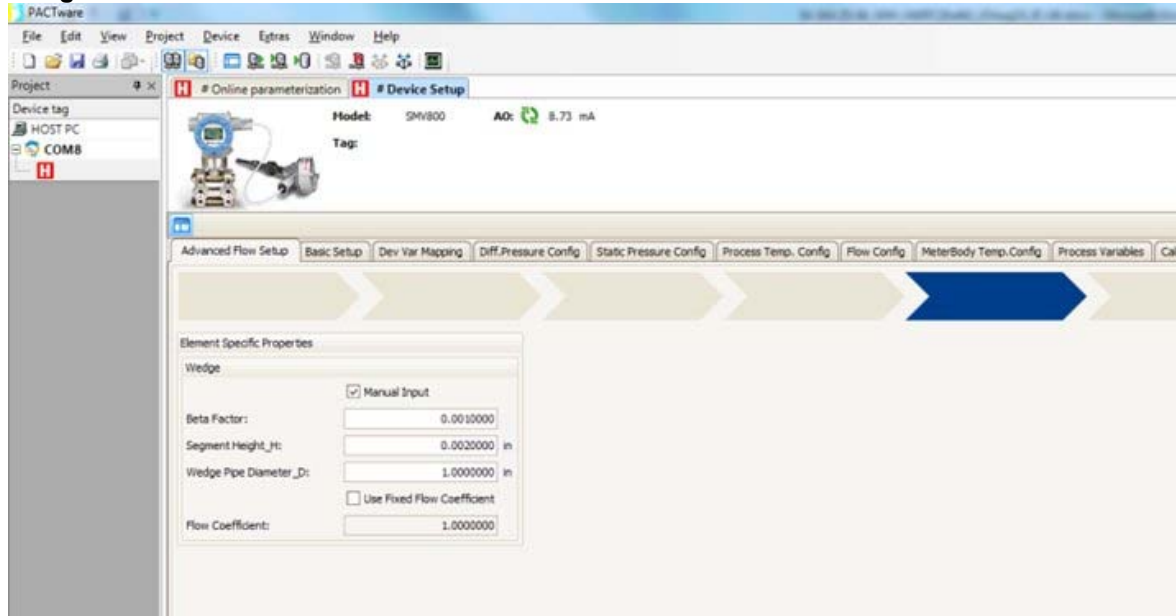 PACTware
File Edit View Project Device Extras Window Help
Project
# Online parameterization # Device Setup
Device tag
HOST PC
COM8
Model: SMV800 AO: 8.73 mA
Tag:
Advanced Flow Setup Basic Setup Dev Var Mapping Diff.Pressure Config Static Pressure Config Process Temp. Config Flow Config MeterBody Temp.Config Process Variables Cal
Element Specific Properties
Wedge
Manual Input
Beta Factor: 0.0010000
Segment Height_H: 0.0020000 in
Wedge Pipe Diameter_D: 1.0000000 in
Use Fixed Flow Coefficient
Flow Coefficient: 1.0000000